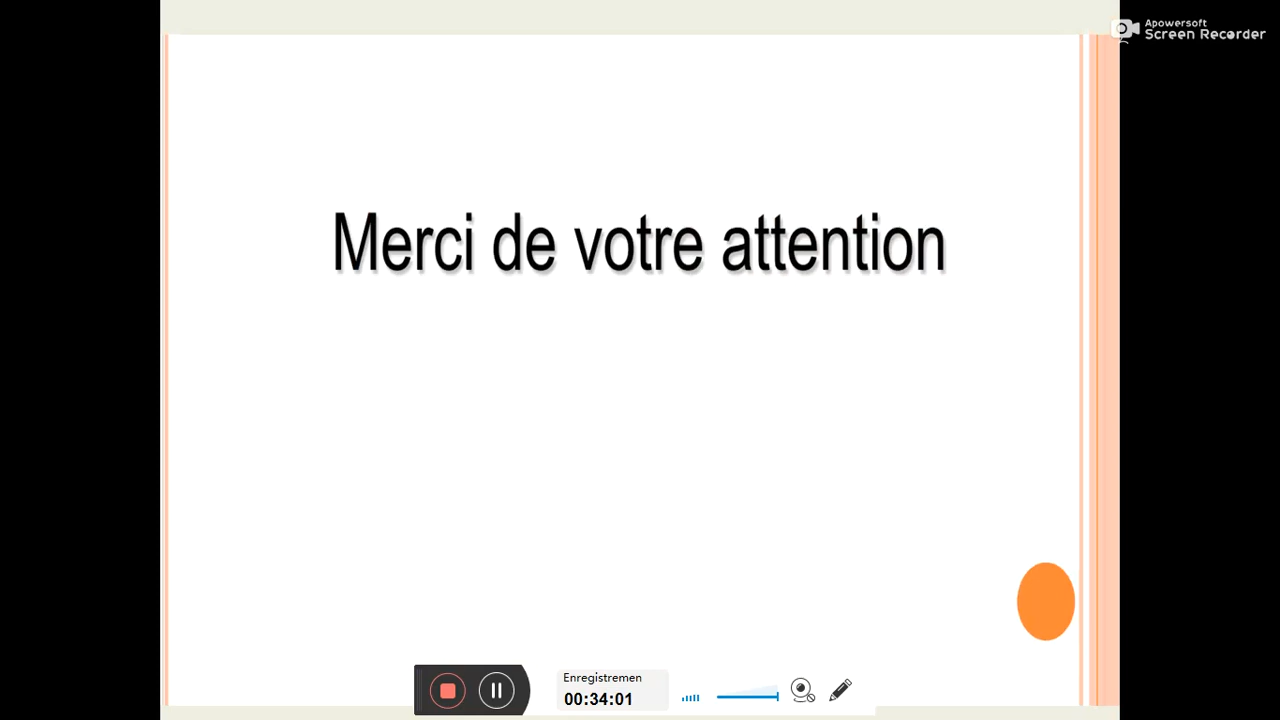 Apowersoft
Screen Recorder
Merci de votre attention
Enregistremen
00:34:01